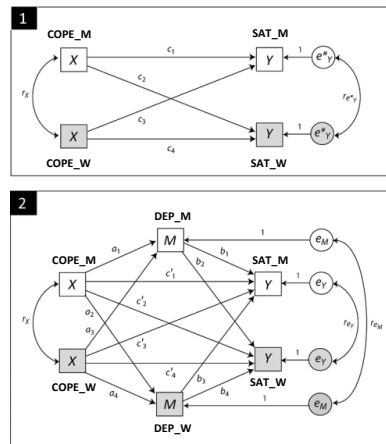 1
COPE_M
SAT_M
X
c1
Y
1
e*Y
c2
rX
re*Y
c3
X
c4
Y
1
e*Y
COPE_W
SAT_W
2
DEP_M
M
1
eM
COPE_M
a1
b1
SAT_M
b2
X
c'1
Y
1
eY
a2
c'2
rX
a3
reY
reM
c'3
X
c'4
Y
1
eY
COPE_W
a4
b3
SAT_W
b4
M
1
eM
DEP_W